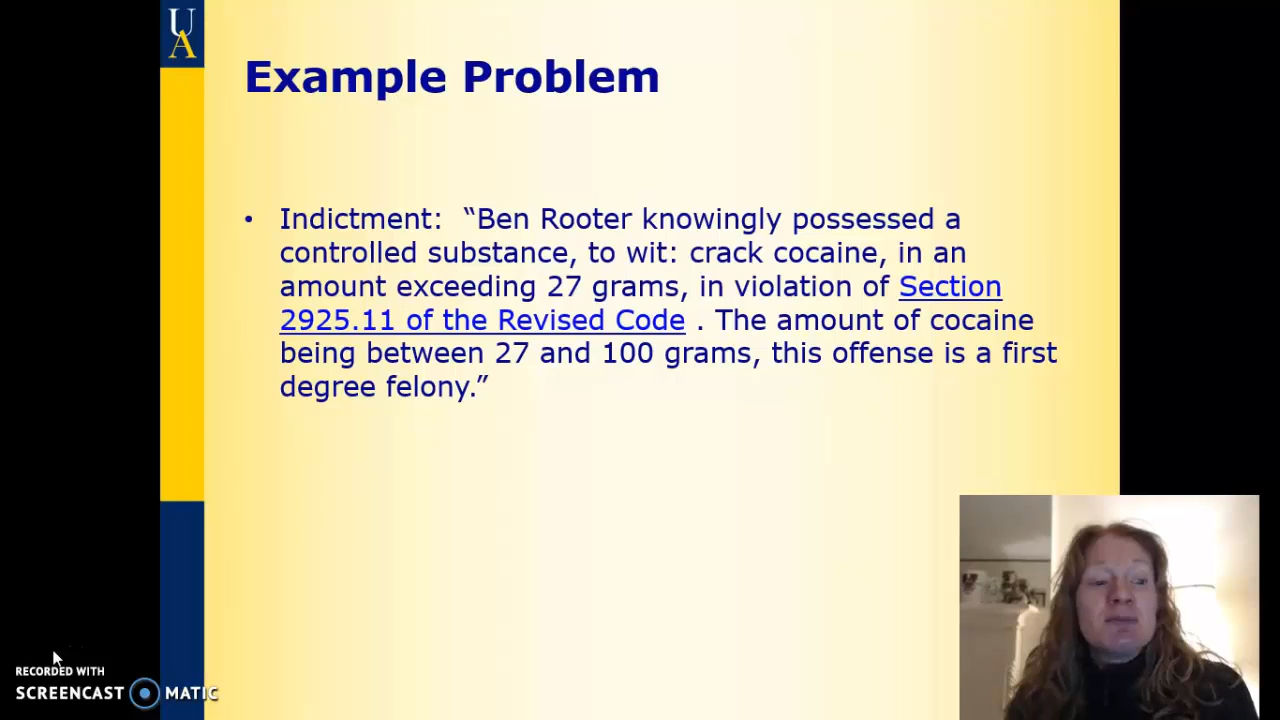 U
A
Example Problem
• Indictment: “Ben Rooter knowingly possessed a
controlled substance, to wit: crack cocaine, in an
amount exceeding 27 grams, in violation of Section
2925.11 of the Revised Code . The amount of cocaine
being between 27 and 100 grams, this offense is a first
degree felony.”
RECORDED WITH
SCREENCAST MATIC